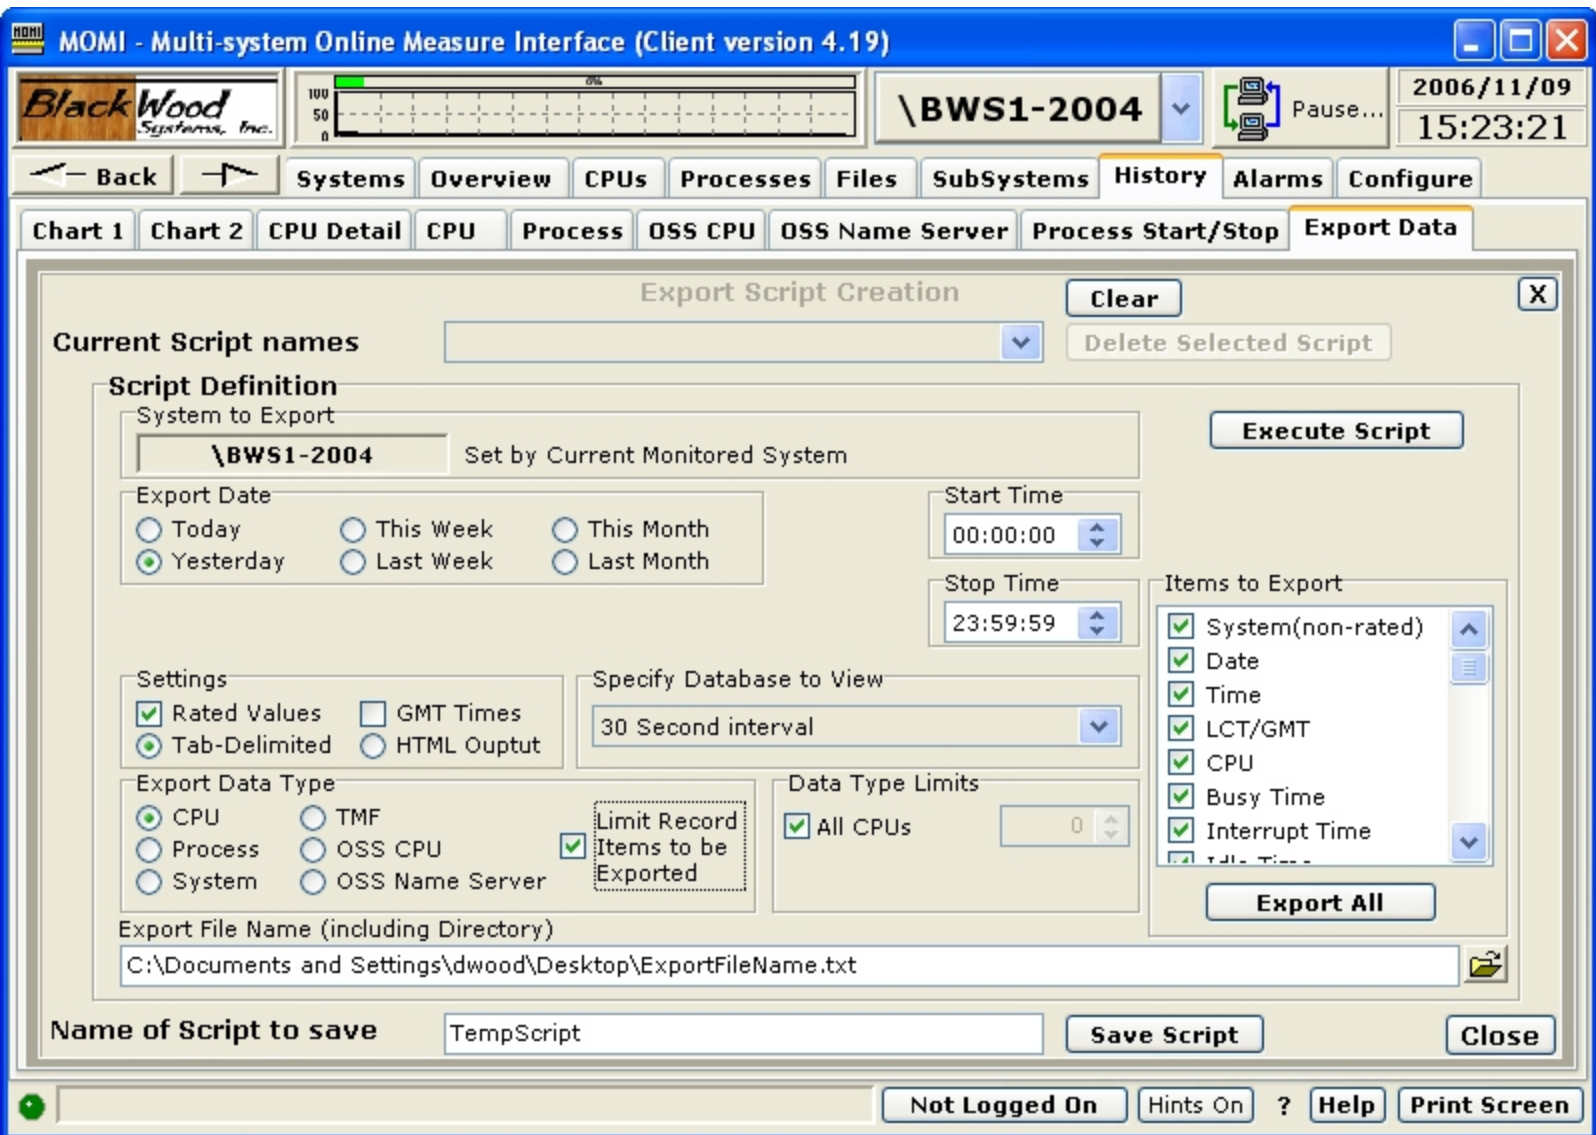 MOMI
MOMI - Multi-system Online Measure Interface (Client version 4.19)
BlackWood
Systems, Inc.
100
50
0
0%
\BWS1-2004
Pause...
2006/11/09
15:23:21
Back
Systems Overview CPUs Processes Files SubSystems History Alarms Configure
Chart 1 Chart 2 CPU Detail CPU Process OSS CPU OSS Name Server Process Start/Stop Export Data
Export Script Creation
Clear
X
Current Script names
Delete Selected Script
Script Definition
System to Export
\BWS1-2004 Set by Current Monitored System
Execute Script
Export Date
Today This Week This Month
Yesterday Last Week Last Month
Start Time
00:00:00
Stop Time
23:59:59
Items to Export
System(non-rated)
Date
Time
LCT/GMT
CPU
Busy Time
Interrupt Time
Idle Time
Export All
Settings
Rated Values GMT Times
Tab-Delimited HTML Ouptut
Specify Database to View
30 Second interval
Export Data Type
CPU TMF
Process OSS CPU
System OSS Name Server
Limit Record
Items to be
Exported
Data Type Limits
All CPUs 0
Export File Name (including Directory)
C:\Documents and Settings\dwood\Desktop\ExportFileName.txt
Name of Script to save TempScript Save Script Close
Not Logged On Hints On ? Help Print Screen